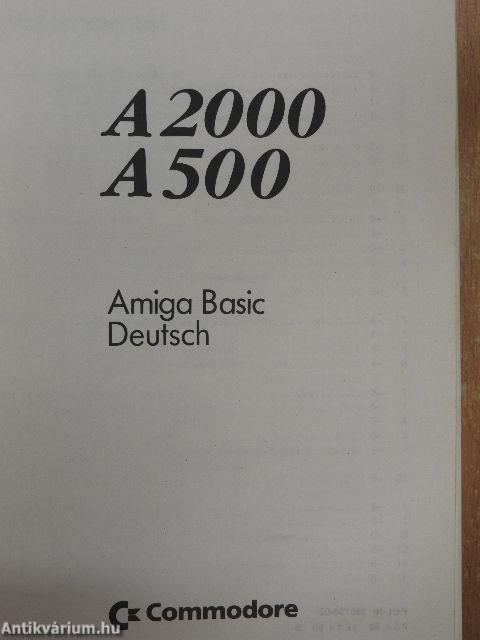 A2000
A500
Amiga Basic
Deutsch
Commodore
Antikvárium.hu